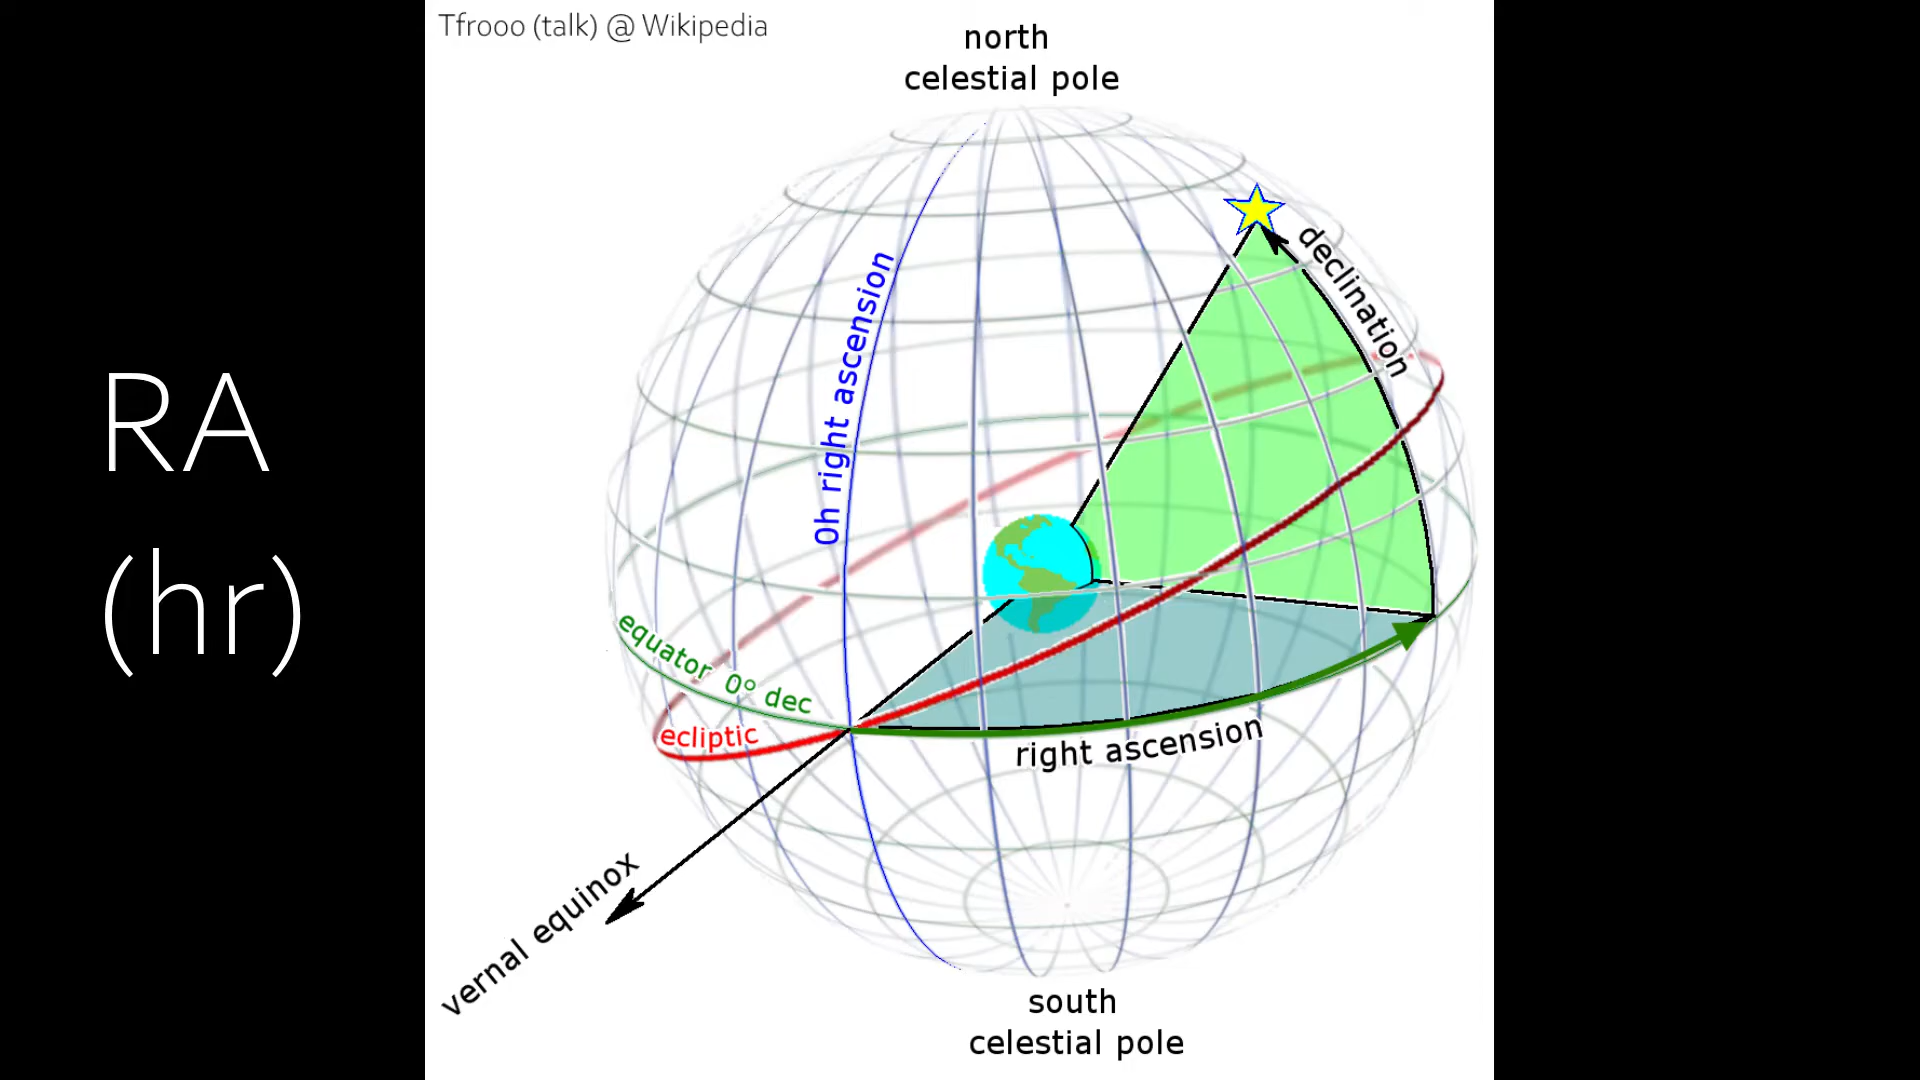 Tfrooo (talk) @ Wikipedia
north
celestial pole
RA
(hr)
0h right ascension
declination
equator 0° dec
ecliptic
right ascension
vernal equinox
south
celestial pole